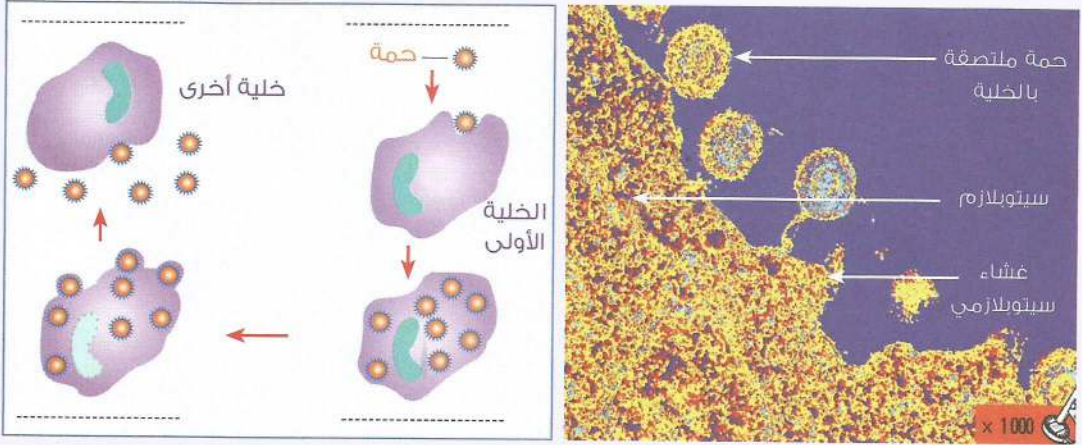 حمة ملتصقة
بالخلية
سيتوبلازم
غشاء
سيتوبلازمي
× 1000
حمة
الخلية
الأولى
خلية أخرى